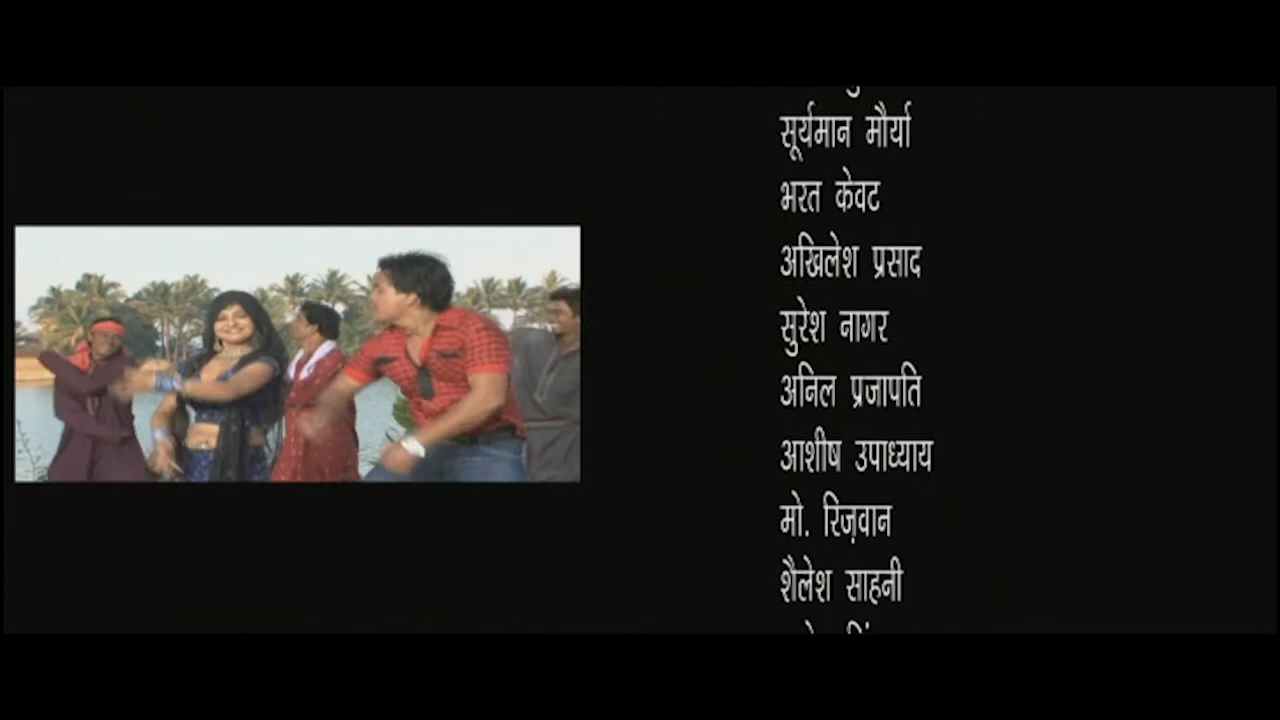 सूर्यमान मौर्या
भरत केवट
अखिलेश प्रसाद
सुरेश नागर
अनिल प्रजापति
आशीष उपाध्याय
मो. रिज़वान
शैलेश साहनी